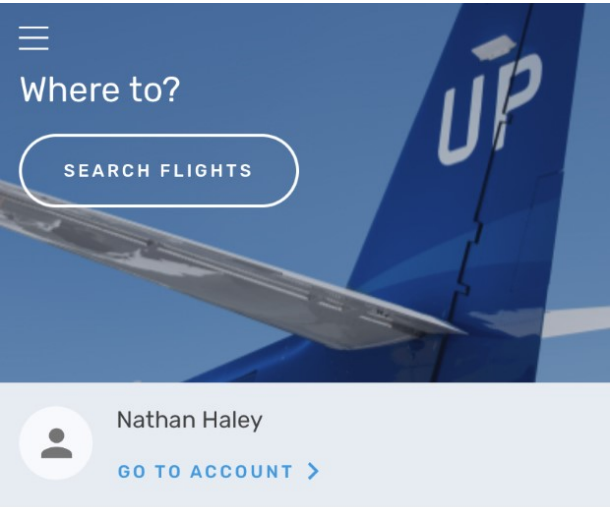 Where to?
UP
SEARCH FLIGHTS
Nathan Haley
GO TO ACCOUNT